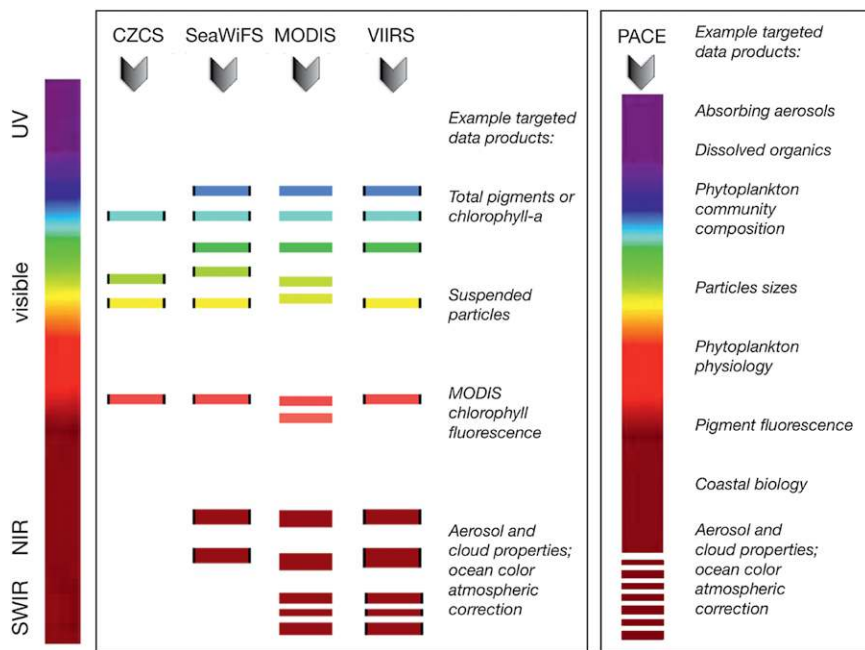 CZCS
SeaWiFS
MODIS
VIIRS
UV
visible
NIR
SWIR
Example targeted
data products:
Total pigments or
chlorophyll-a
Suspended
particles
MODIS
chlorophyll
fluorescence
Aerosol and
cloud properties;
ocean color
atmospheric
correction
PACE
Example targeted
data products:
Absorbing aerosols
Dissolved organics
Phytoplankton
community
composition
Particles sizes
Phytoplankton
physiology
Pigment fluorescence
Coastal biology
Aerosol and
cloud properties;
ocean color
atmospheric
correction